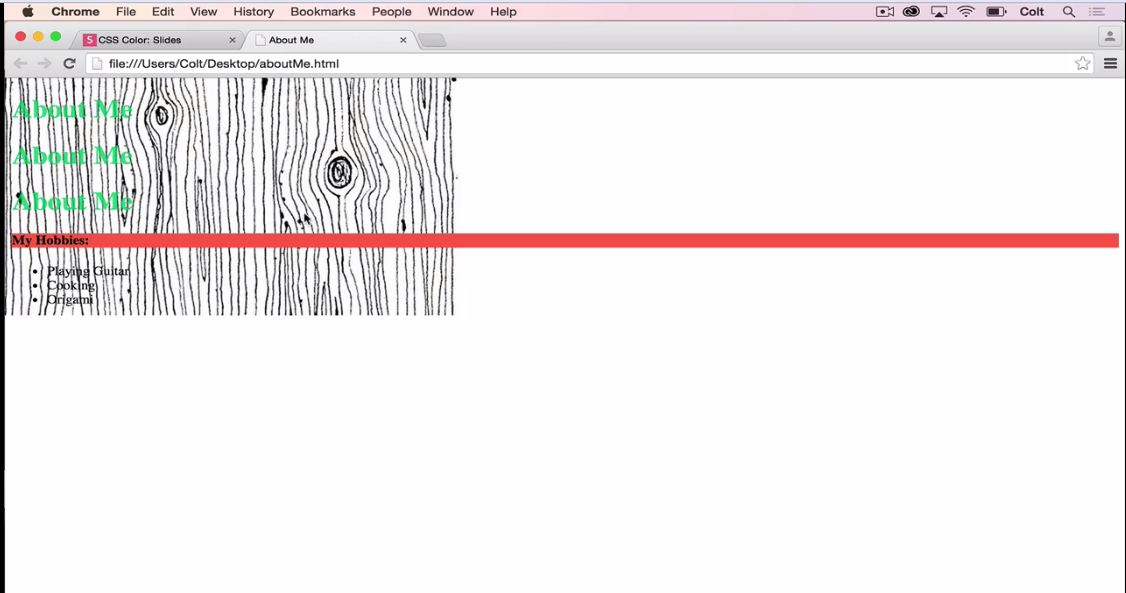 Chrome File Edit View History Bookmarks People Window Help Colt
S CSS Color: Slides About Me
file:///Users/Colt/Desktop/aboutMe.html
About Me
About Me
About Me
My Hobbies:
Playing Guitar
Cooking
Origami